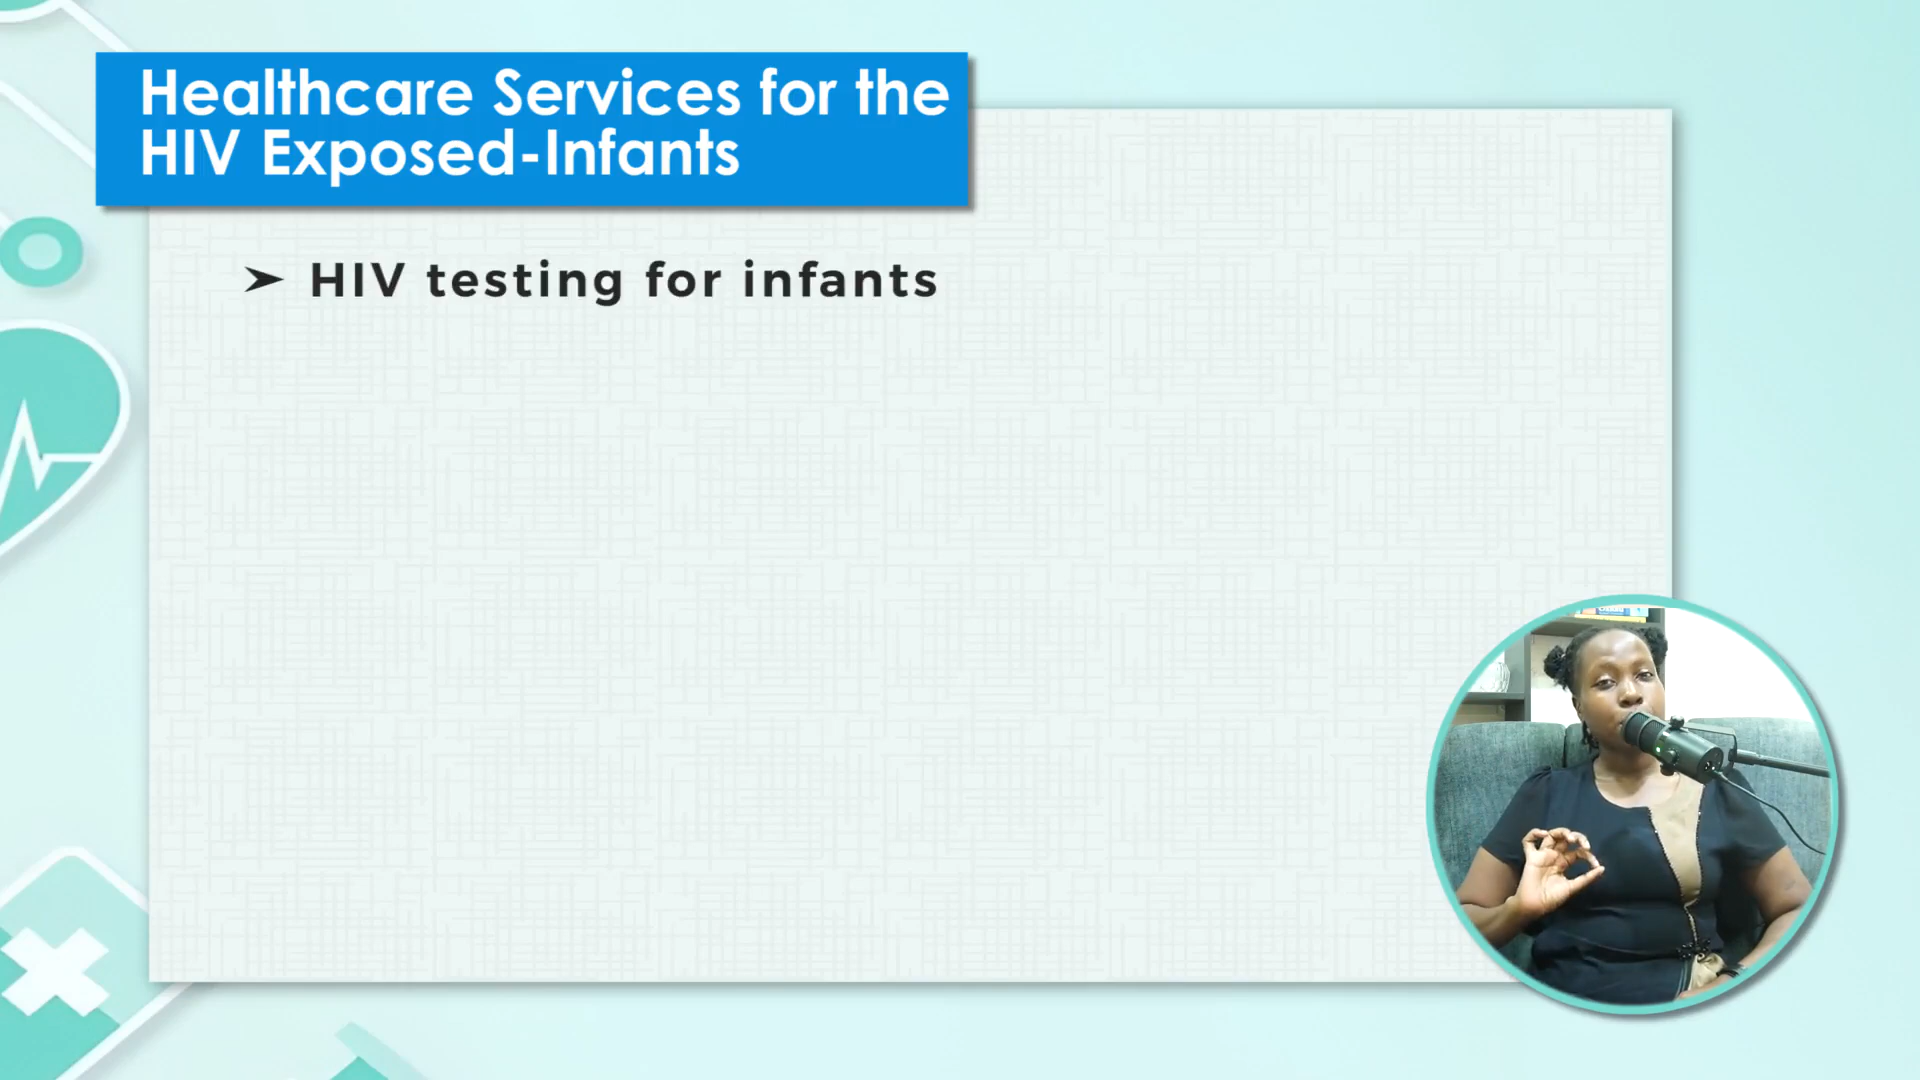 Healthcare Services for the
HIV Exposed-Infants
➤ HIV testing for infants